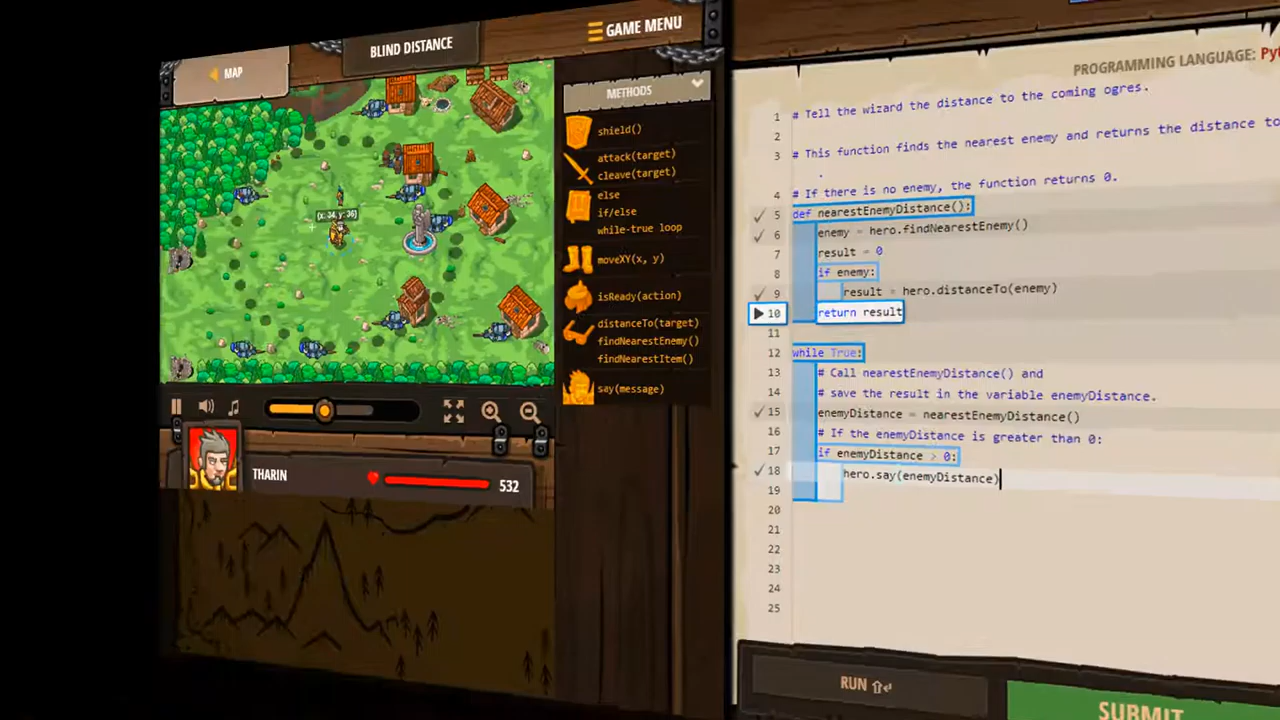 MAP
BLIND DISTANCE
GAME MENU
(x: 34, y: 36)
METHODS
shield()
attack(target)
cleave(target)
else
if/else
while-true loop
moveXY(x, y)
isReady(action)
distanceTo(target)
findNearestEnemy()
findNearestItem()
say(message)
THARIN
532
PROGRAMMING LANGUAGE: Py
1 # Tell the wizard the distance to the coming ogres.
2
3 # This function finds the nearest enemy and returns the distance to
.
4 # If there is no enemy, the function returns 0.
5 def nearestEnemyDistance():
6 enemy = hero.findNearestEnemy()
7 result = 0
8 if enemy:
9 result = hero.distanceTo(enemy)
10 return result
11
12 while True:
13 # Call nearestEnemyDistance() and
14 # save the result in the variable enemyDistance.
15 enemyDistance = nearestEnemyDistance()
16 # If the enemyDistance is greater than 0:
17 if enemyDistance > 0:
18 hero.say(enemyDistance)
19
20
21
22
23
24
25
RUN
SUBMIT